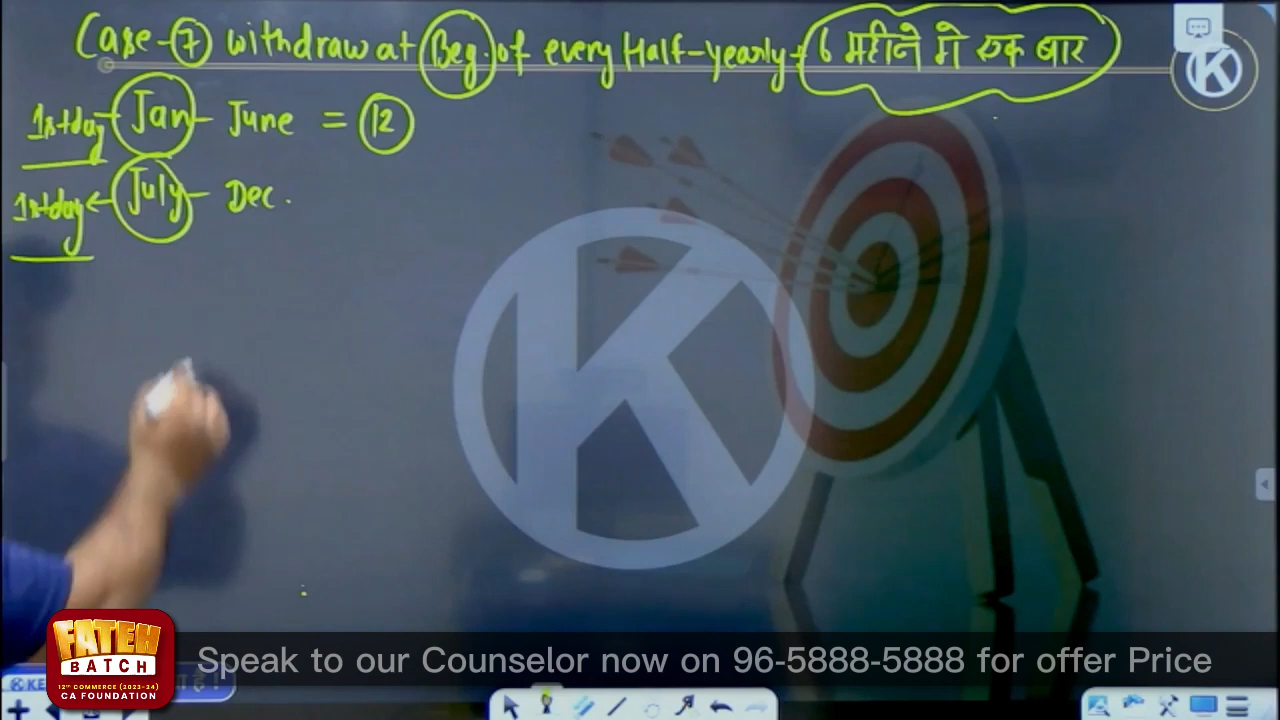 Case-7 withdraw at Beg. of every Half-yearly → 6 महीने मे एक बार
1st day ← Jan - June = 12
1st day ← July - Dec.
K
K
FATEH
BATCH
12TH COMMERCE (2023-24)
CA FOUNDATION
Speak to our Counselor now on 96-5888-5888 for offer Price